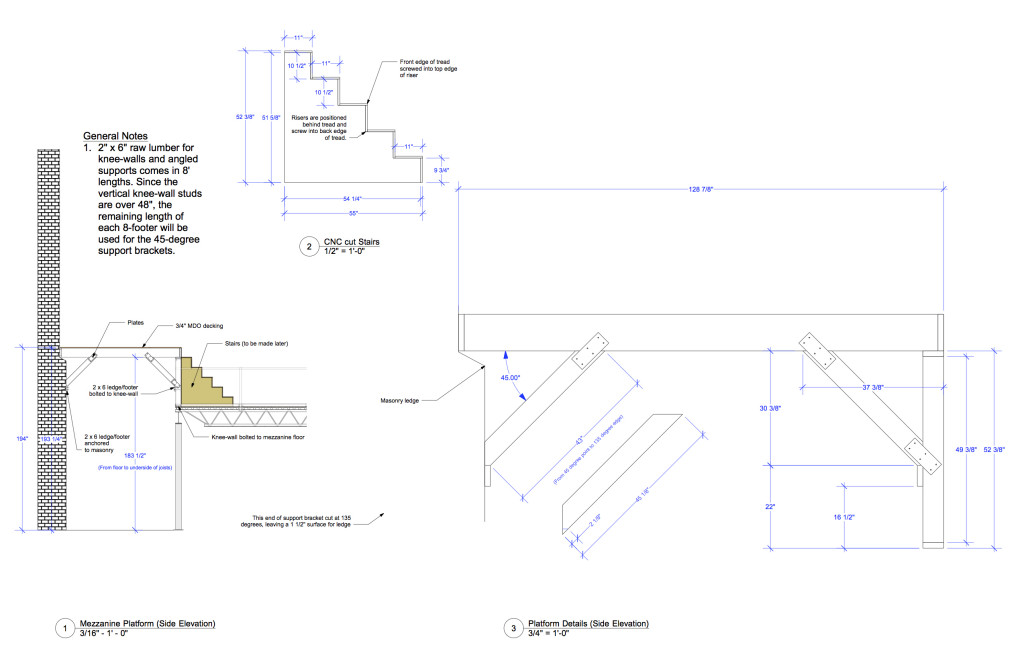 11"
11"
10 1/2"
10 1/2"
52 3/8"
51 5/8"
Front edge of tread
screwed into top edge
of riser
Risers are positioned
behind tread and
screw into back edge
of tread.
11"
9 3/4"
54 1/4"
55"
2
CNC cut Stairs
1/2" = 1'-0"
General Notes
1. 2" x 6" raw lumber for
knee-walls and angled
supports comes in 8'
lengths. Since the
vertical knee-wall studs
are over 48", the
remaining length of
each 8-footer will be
used for the 45-degree
support brackets.
Plates
3/4" MDO decking
Stairs (to be made later)
2 x 6 ledge/footer
bolted to knee-wall
2 x 6 ledge/footer
anchored
to masonry
Knee-wall bolted to mezzanine floor
194"
193 1/4"
183 1/2"
(From floor to underside of joists)
This end of support bracket cut at 135
degrees, leaving a 1 1/2" surface for ledge
1
Mezzanine Platform (Side Elevation)
3/16" - 1' - 0"
128 7/8"
45.00°
Masonry ledge
43"
(From 45 degree point to 135 degree edge)
45 1/8"
2 1/8"
37 3/8"
30 3/8"
49 3/8"
52 3/8"
22"
16 1/2"
3
Platform Details (Side Elevation)
3/4" = 1'-0"